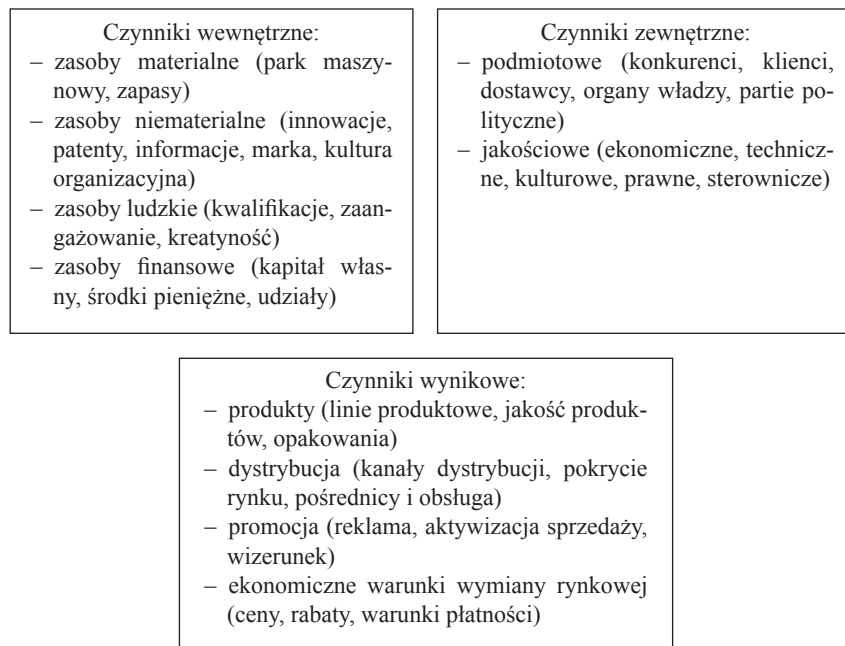 Czynniki wewnętrzne:
– zasoby materialne (park maszy-
nowy, zapasy)
– zasoby niematerialne (innowacje,
patenty, informacje, marka, kultura
organizacyjna)
– zasoby ludzkie (kwalifikacje, zaan-
gażowanie, kreatyność)
– zasoby finansowe (kapitał włas-
ny, środki pieniężne, udziały)
Czynniki zewnętrzne:
– podmiotowe (konkurenci, klienci,
dostawcy, organy władzy, partie po-
lityczne)
– jakościowe (ekonomiczne, technicz-
ne, kulturowe, prawne, sterownicze)
Czynniki wynikowe:
– produkty (linie produktowe, jakość produk-
tów, opakowania)
– dystrybucja (kanały dystrybucji, pokrycie
rynku, pośrednicy i obsługa)
– promocja (reklama, aktywizacja sprzedaży,
wizerunek)
– ekonomiczne warunki wymiany rynkowej
(ceny, rabaty, warunki płatności)